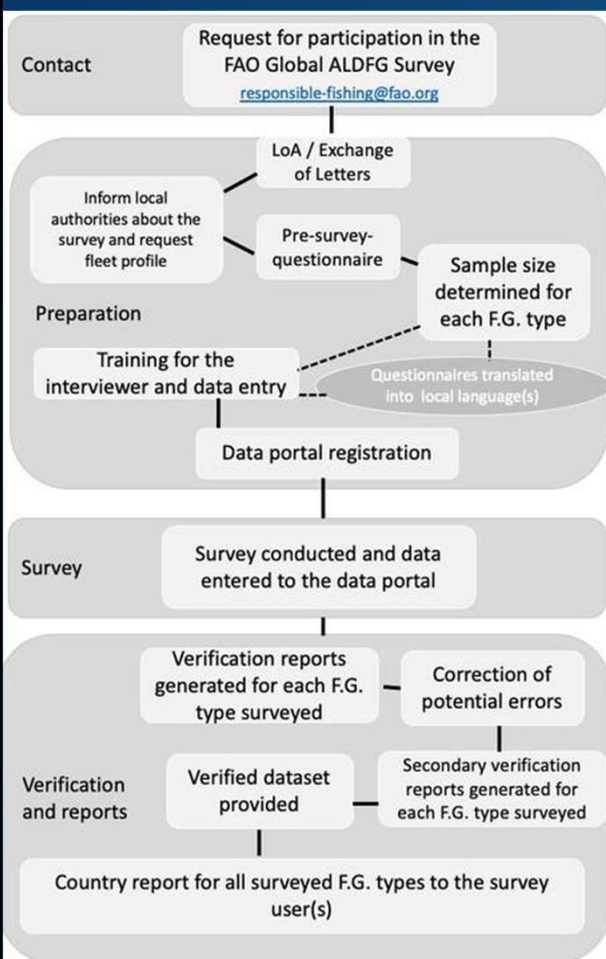 Contact
Request for participation in the
FAO Global ALDFG Survey
responsible-fishing@fao.org
LoA / Exchange
of Letters
Inform local
authorities about the
survey and request
fleet profile
Pre-survey-
questionnaire
Sample size
determined for
each F.G. type
Preparation
Training for the
interviewer and data entry
Questionnaires translated
into local language(s)
Data portal registration
Survey
Survey conducted and data
entered to the data portal
Verification reports
generated for each F.G.
type surveyed
Correction of
potential errors
Verification
and reports
Secondary verification
reports generated for
each F.G. type surveyed
Verified dataset
provided
Country report for all surveyed F.G. types to the survey
user(s)